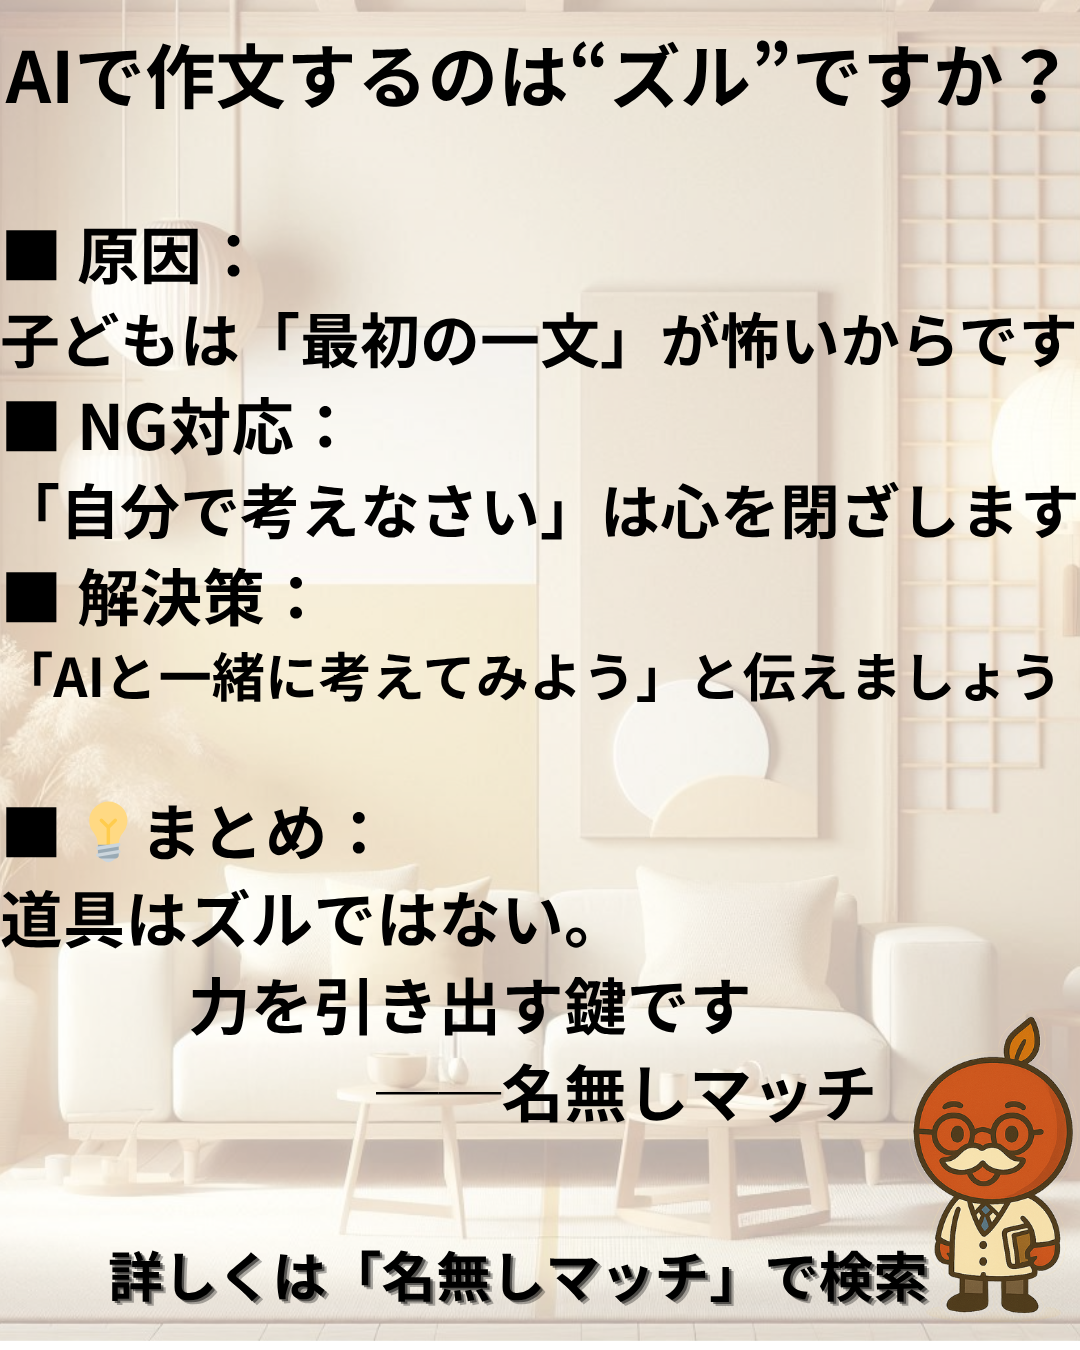 AIで作文するのは“ズル”ですか？
■ 原因：
子どもは「最初の一文」が怖いからです
■ NG対応：
「自分で考えなさい」は心を閉ざします
■ 解決策：
「AIと一緒に考えてみよう」と伝えましょう
■ 💡まとめ：
道具はズルではない。
力を引き出す鍵です
――名無しマッチ
詳しくは「名無しマッチ」で検索